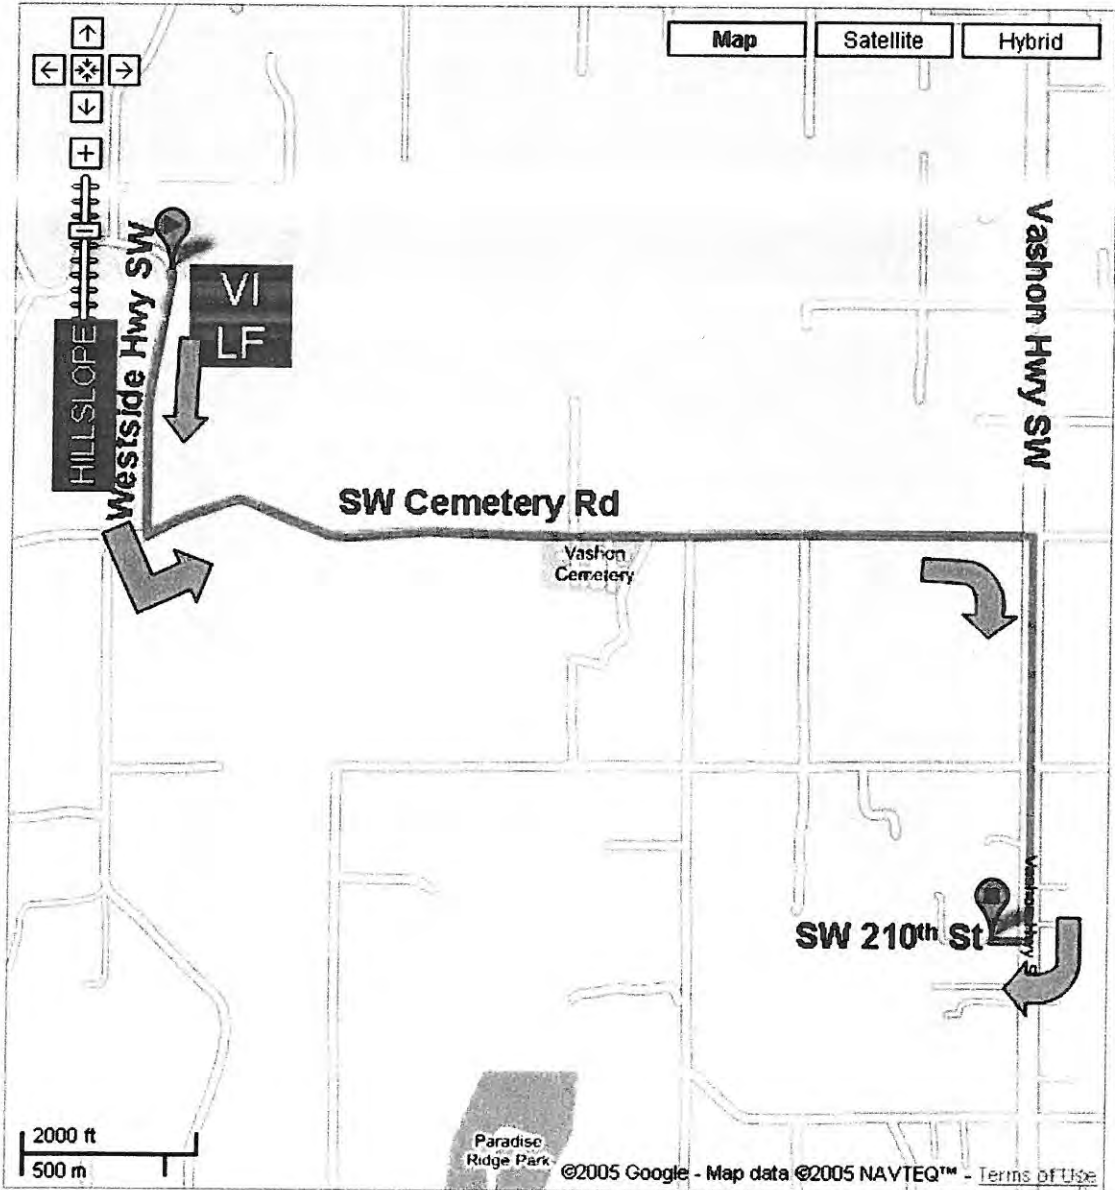 Map
Satellite
Hybrid
Westside Hwy SW
VI
LF
HILLSLOPE
Vashon Hwy SW
SW Cemetery Rd
Vashon
Cemetery
SW 210th St
2000 ft
500 m
Paradise
Ridge Park
©2005 Google - Map data ©2005 NAVTEQ™ - Terms of Use